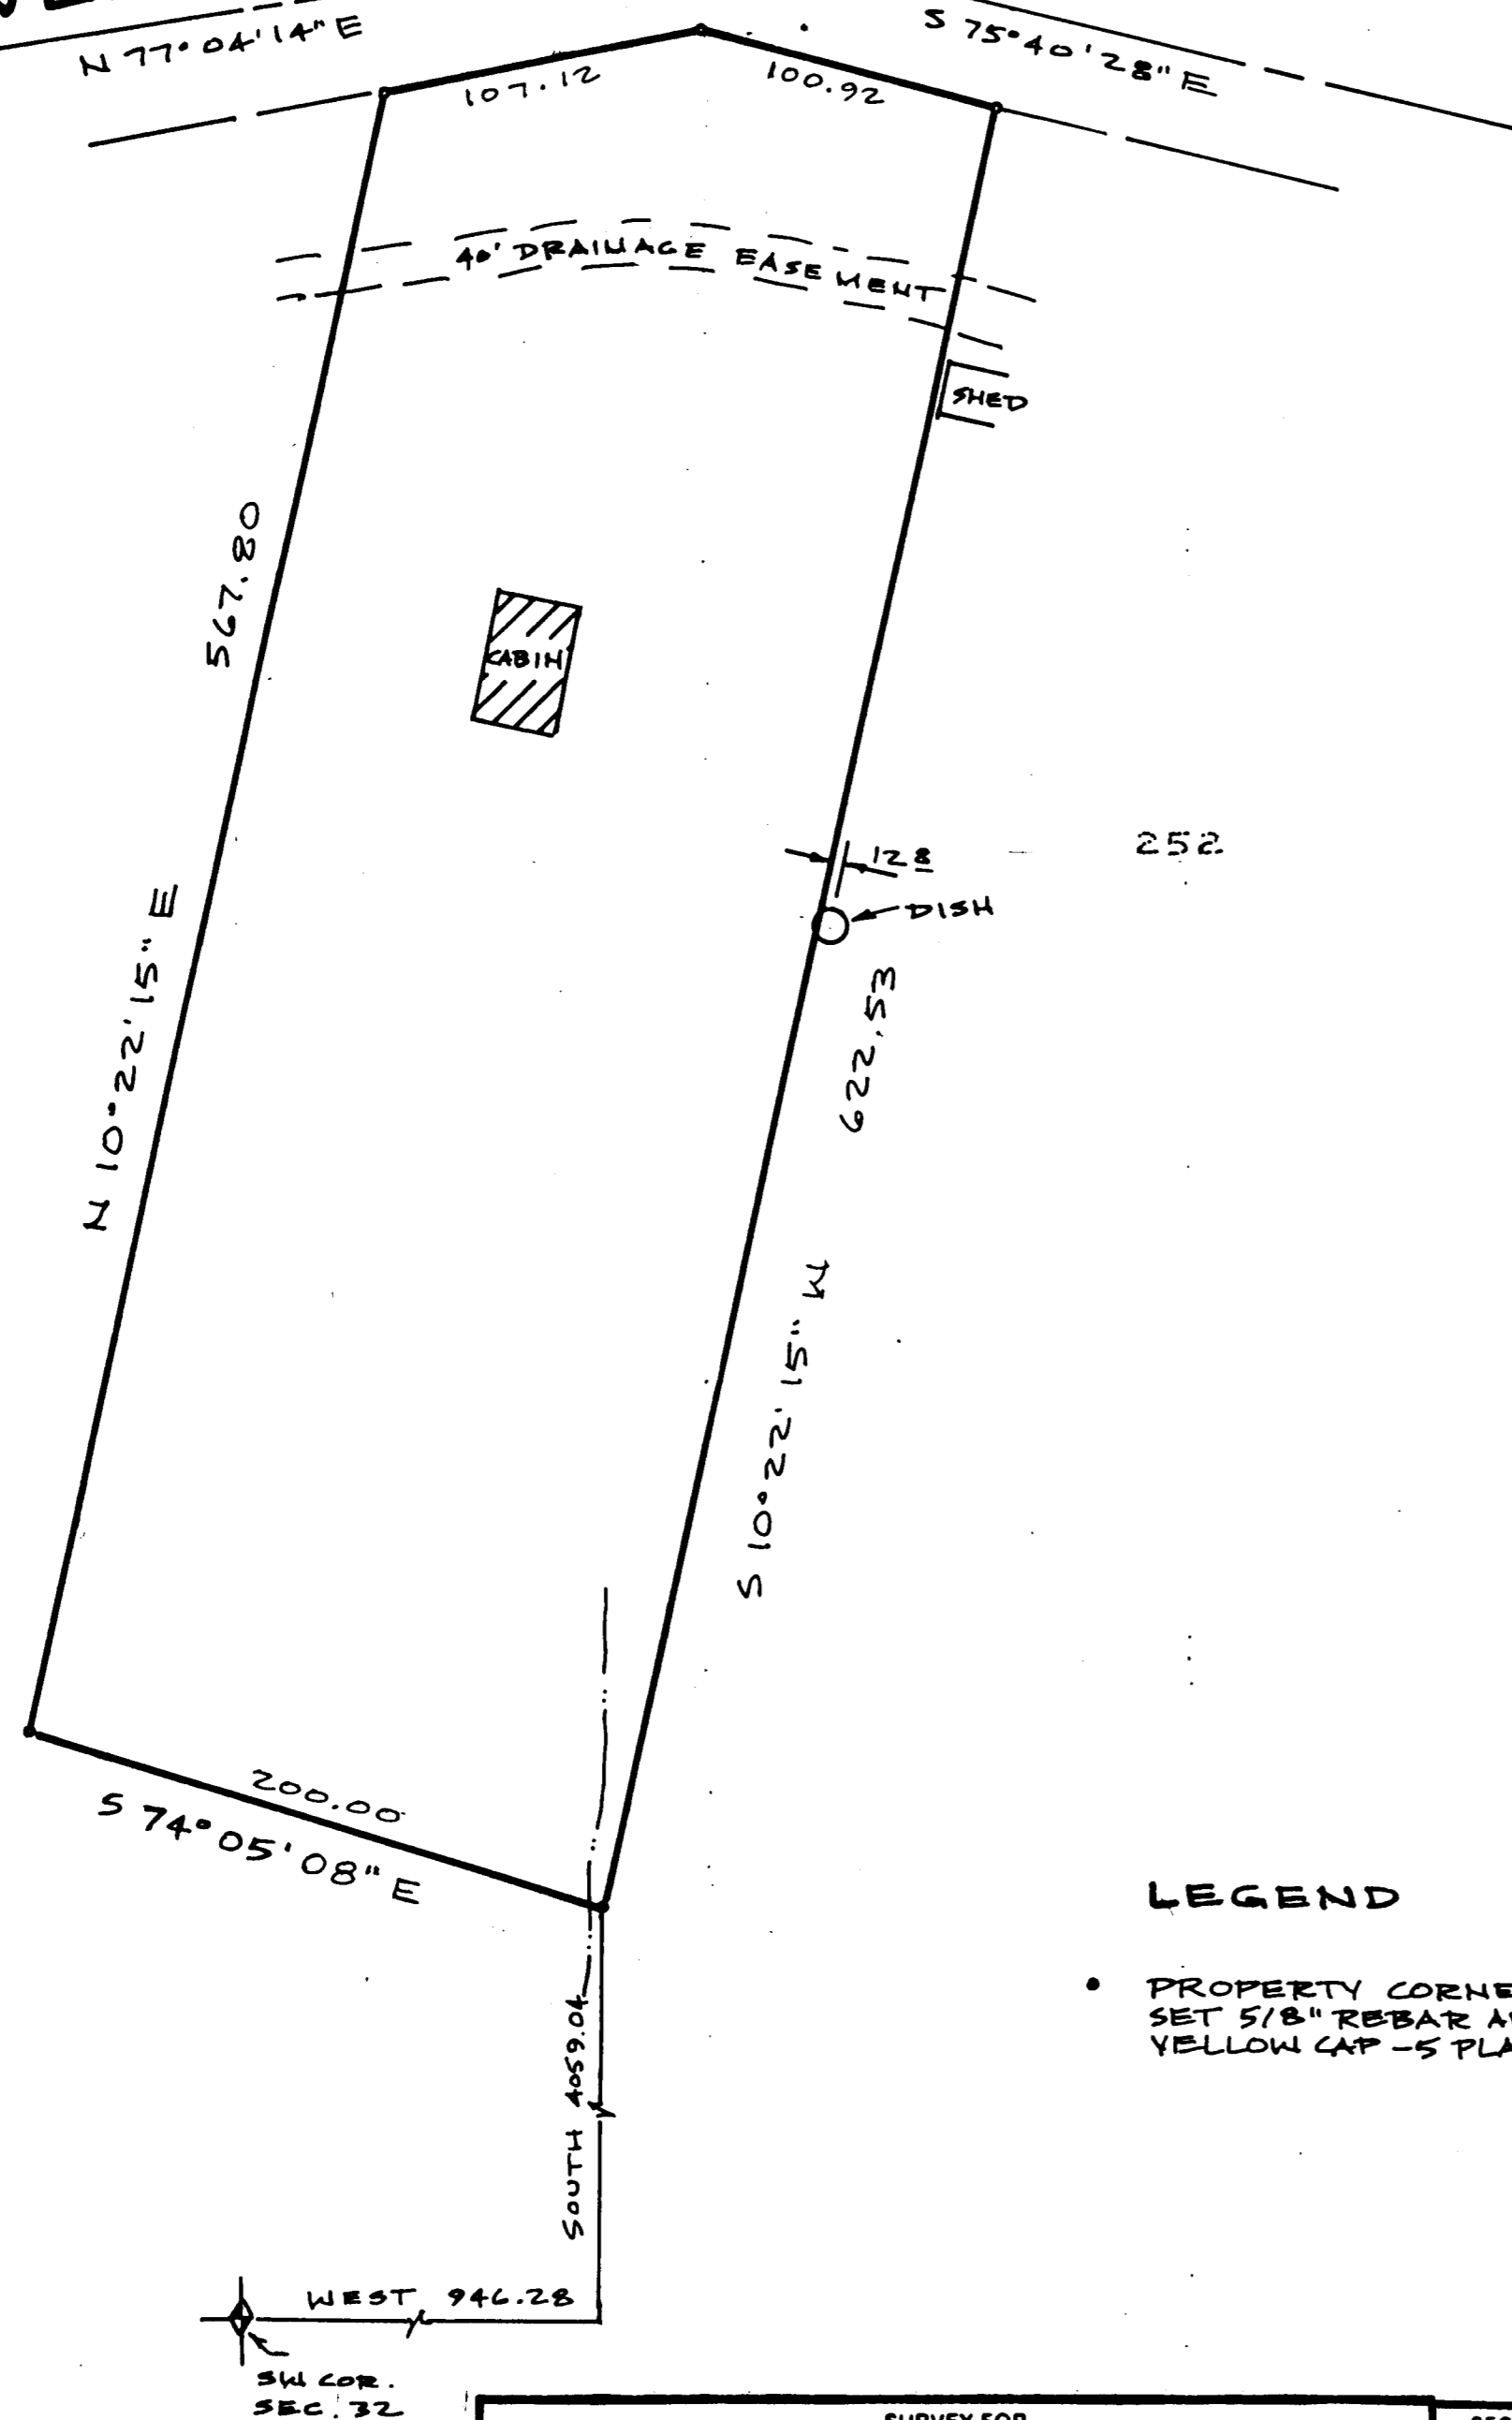 N 77° 04' 14" E
S 75° 40' 28" E
107.12
100.92
40' DRAINAGE EASEMENT
SHED
567.80
CABIN
128
252
DISH
622.53
N 10° 22' 15" E
S 10° 22' 15" W
200.00
S 74° 05' 08" E
LEGEND
• PROPERTY CORNE
SET 5/8" REBAR A
YELLOW CAP - 5 PLA
SOUTH 4059.04
WEST 946.28
SW COR.
SEC. 32
SURVEY FOR